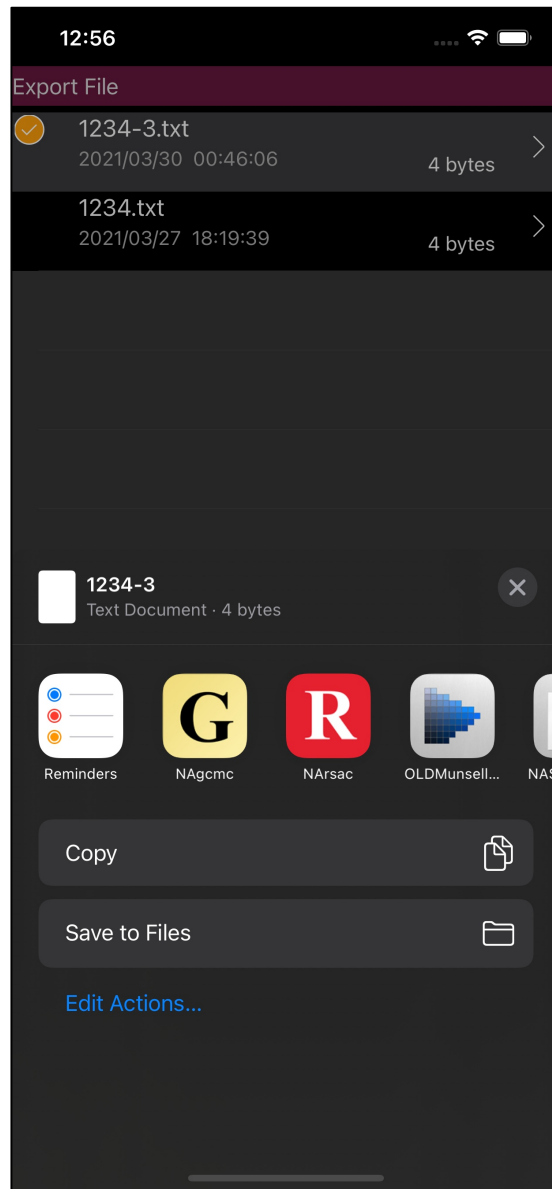 12:56
Export File
1234-3.txt
2021/03/30 00:46:06
4 bytes
1234.txt
2021/03/27 18:19:39
4 bytes
1234-3
Text Document · 4 bytes
G
R
Reminders
NAgcmc
NArsac
OLDMunsell...
NAS
Copy
Save to Files
Edit Actions...